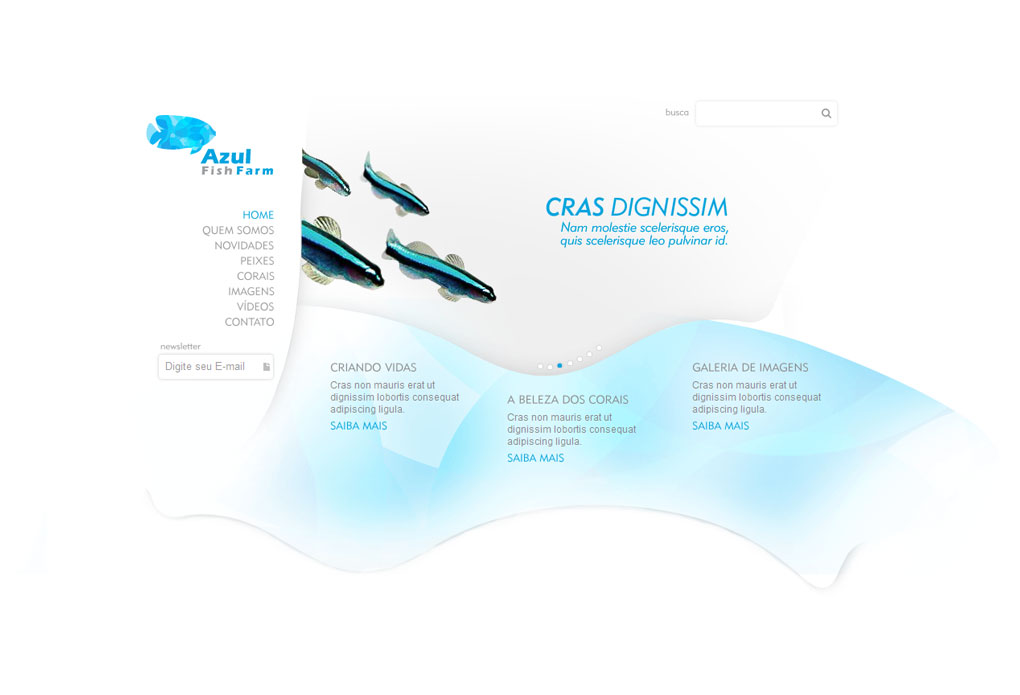 Azul
Fish Farm
busca
HOME
QUEM SOMOS
NOVIDADES
PEIXES
CORAIS
IMAGENS
VÍDEOS
CONTATO
newsletter
Digite seu E-mail
CRAS DIGNISSIM
Nam molestie scelerisque eros,
quis scelerisque leo pulvinar id.
CRIANDO VIDAS
Cras non mauris erat ut
dignissim lobortis consequat
adipiscing ligula.
SAIBA MAIS
A BELEZA DOS CORAIS
Cras non mauris erat ut
dignissim lobortis consequat
adipiscing ligula.
SAIBA MAIS
GALERIA DE IMAGENS
Cras non mauris erat ut
dignissim lobortis consequat
adipiscing ligula.
SAIBA MAIS